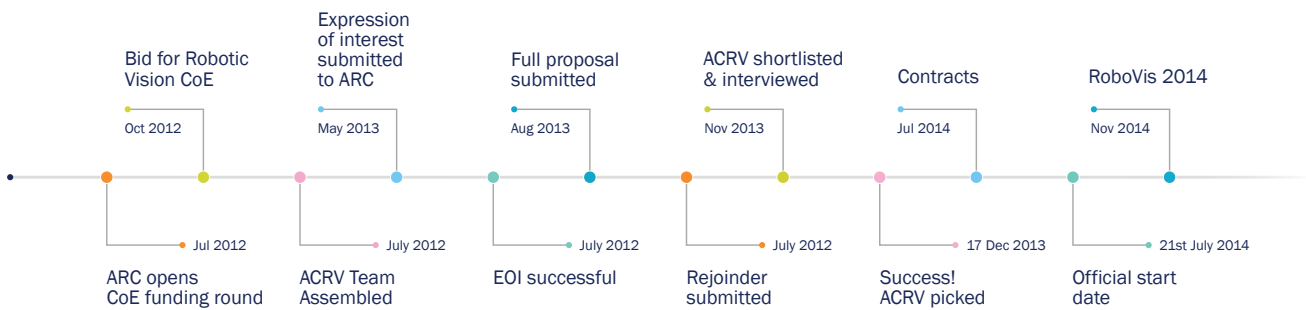 Bid for Robotic
Vision CoE
Oct 2012
Expression
of interest
submitted
to ARC
May 2013
Full proposal
submitted
Aug 2013
ACRV shortlisted
& interviewed
Nov 2013
Contracts
Jul 2014
RoboVis 2014
Nov 2014
Jul 2012
ARC opens
CoE funding round
July 2012
ACRV Team
Assembled
July 2012
EOI successful
July 2012
Rejoinder
submitted
17 Dec 2013
Success!
ACRV picked
21st July 2014
Official start
date